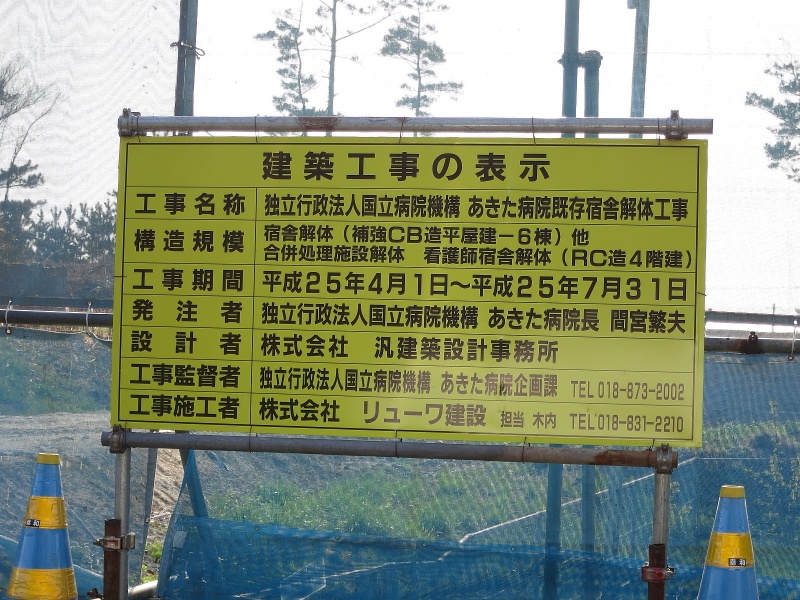 建築工事の表示
工事名称 独立行政法人国立病院機構 あきた病院既存宿舎解体工事
構造規模 宿舎解体（補強CB造平屋建－6棟）他
合併処理施設解体 看護師宿舎解体（RC造4階建）
工事期間 平成25年4月1日～平成25年7月31日
発注者 独立行政法人国立病院機構 あきた病院長 間宮繁夫
設計者 株式会社 汎建築設計事務所
工事監督者 独立行政法人国立病院機構 あきた病院企画課 TEL 018-873-2002
工事施工者 株式会社 リューワ建設 担当 木内 TEL 018-831-2210